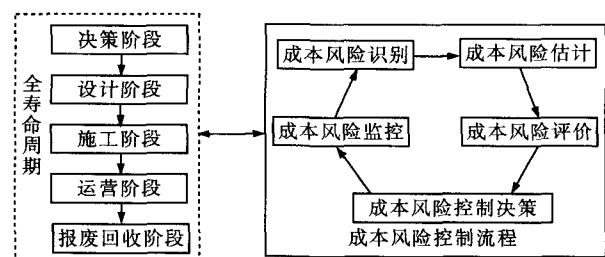 全寿命周期
决策阶段
设计阶段
施工阶段
运营阶段
报废回收阶段
成本风险识别
成本风险估计
成本风险监控
成本风险评价
成本风险控制决策
成本风险控制流程